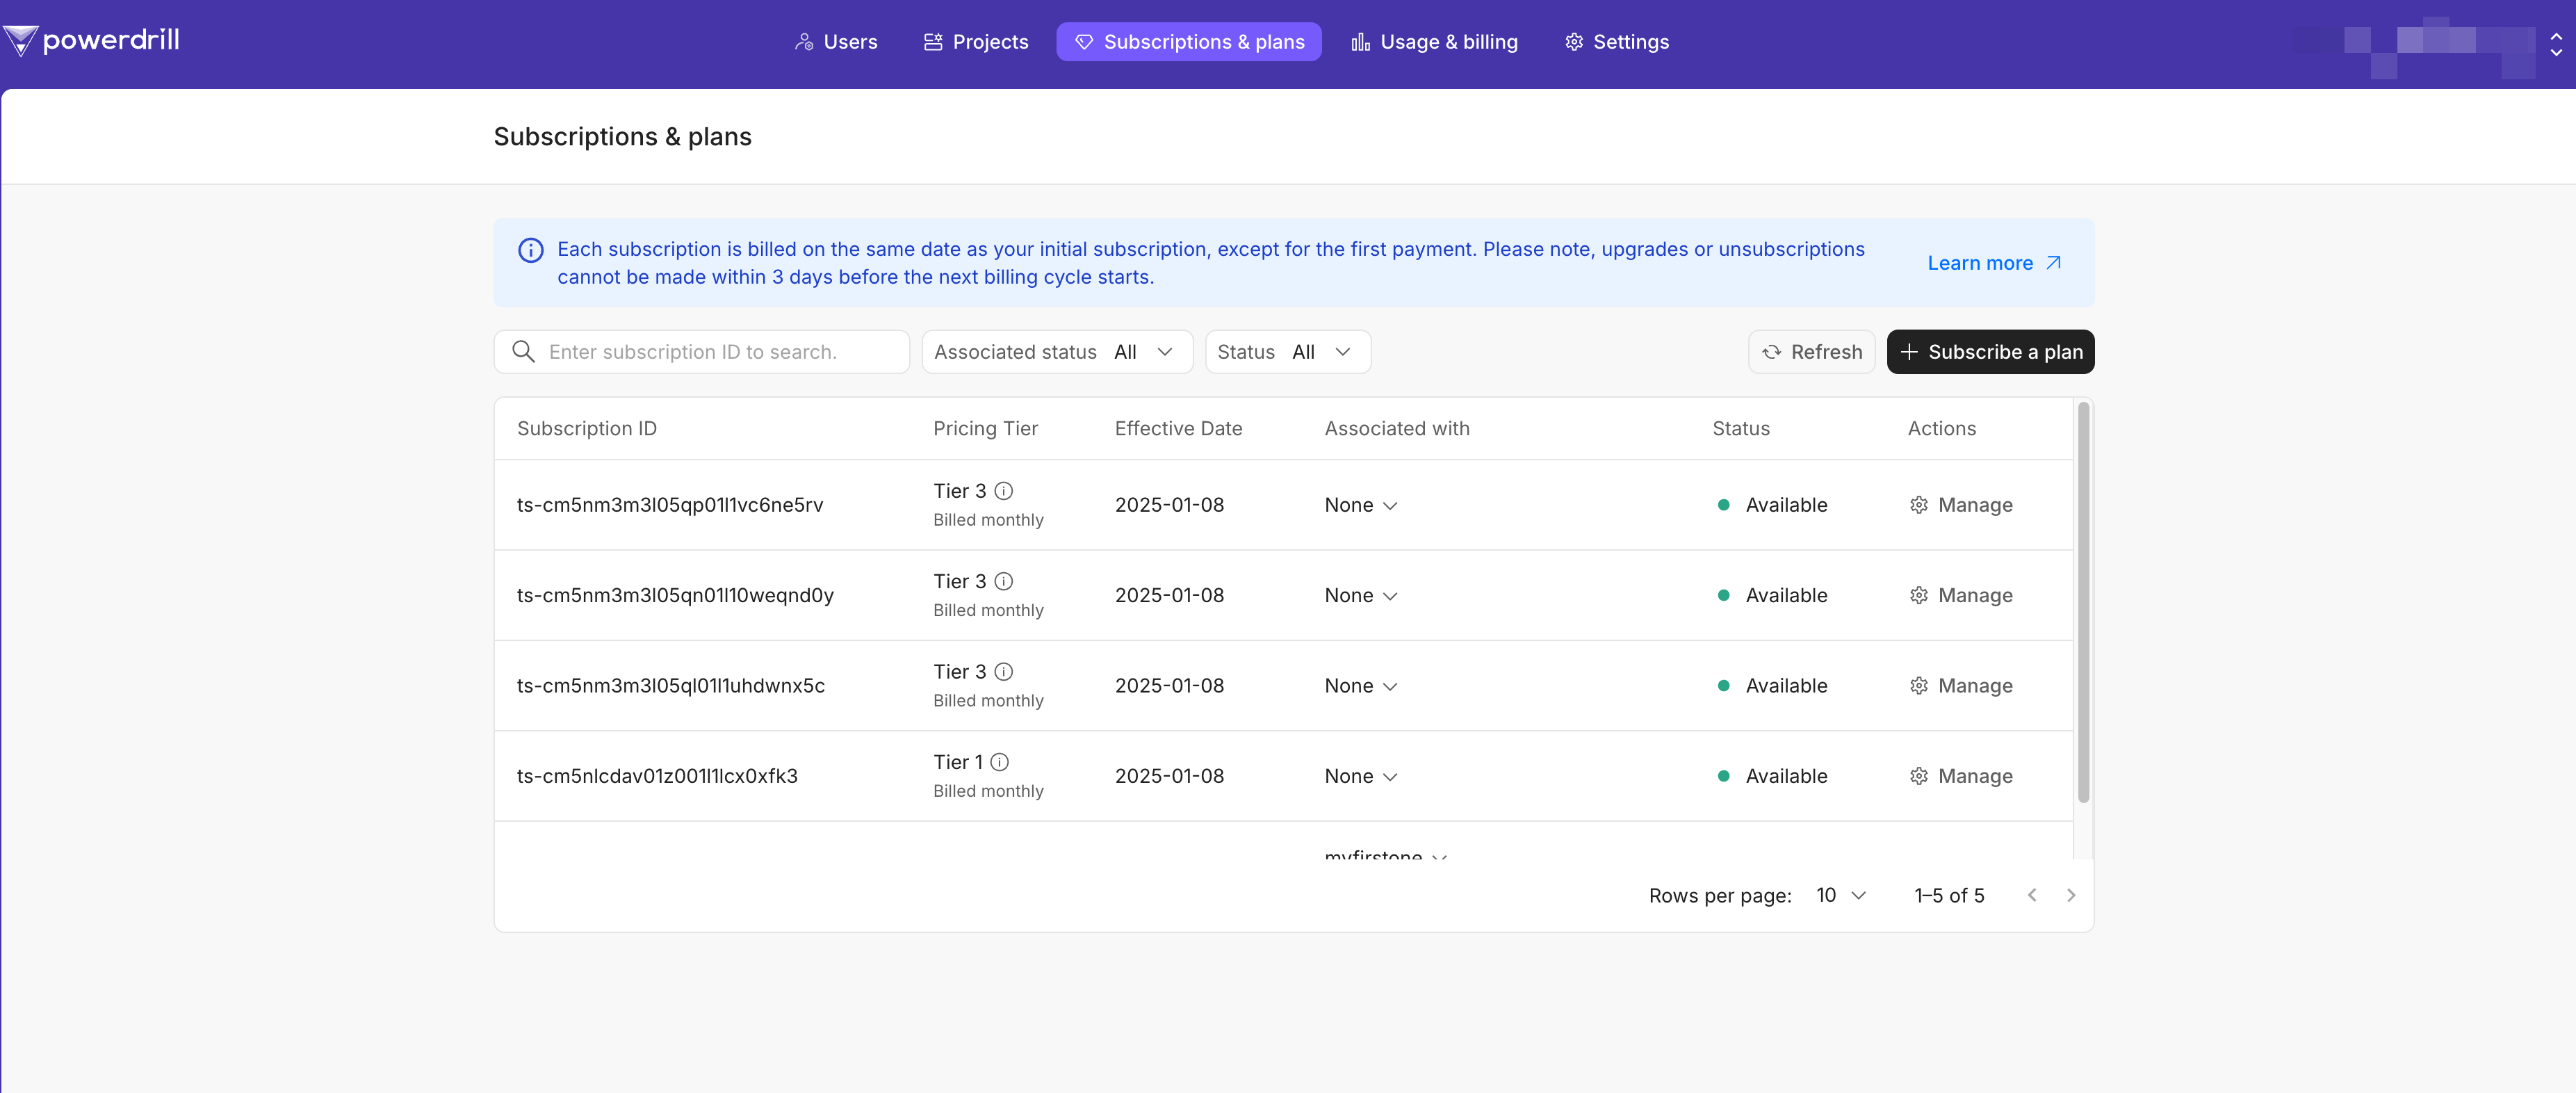 powerdrill
Users
Projects
Subscriptions & plans
Usage & billing
Settings
Subscriptions & plans
Each subscription is billed on the same date as your initial subscription, except for the first payment. Please note, upgrades or unsubscriptions
cannot be made within 3 days before the next billing cycle starts.
Learn more
Enter subscription ID to search.
Associated status All
Status All
Refresh
Subscribe a plan
Subscription ID Pricing Tier Effective Date Associated with Status Actions
ts-cm5nm3m3l05qp01l1vc6ne5rv Tier 3 2025-01-08 None Available Manage
Billed monthly
ts-cm5nm3m3l05qn01l10weqnd0y Tier 3 2025-01-08 None Available Manage
Billed monthly
ts-cm5nm3m3l05ql01l1uhdwnx5c Tier 3 2025-01-08 None Available Manage
Billed monthly
ts-cm5nlcdav01z001l1lcx0xfk3 Tier 1 2025-01-08 None Available Manage
Billed monthly
myfirstone
Rows per page: 10 1–5 of 5